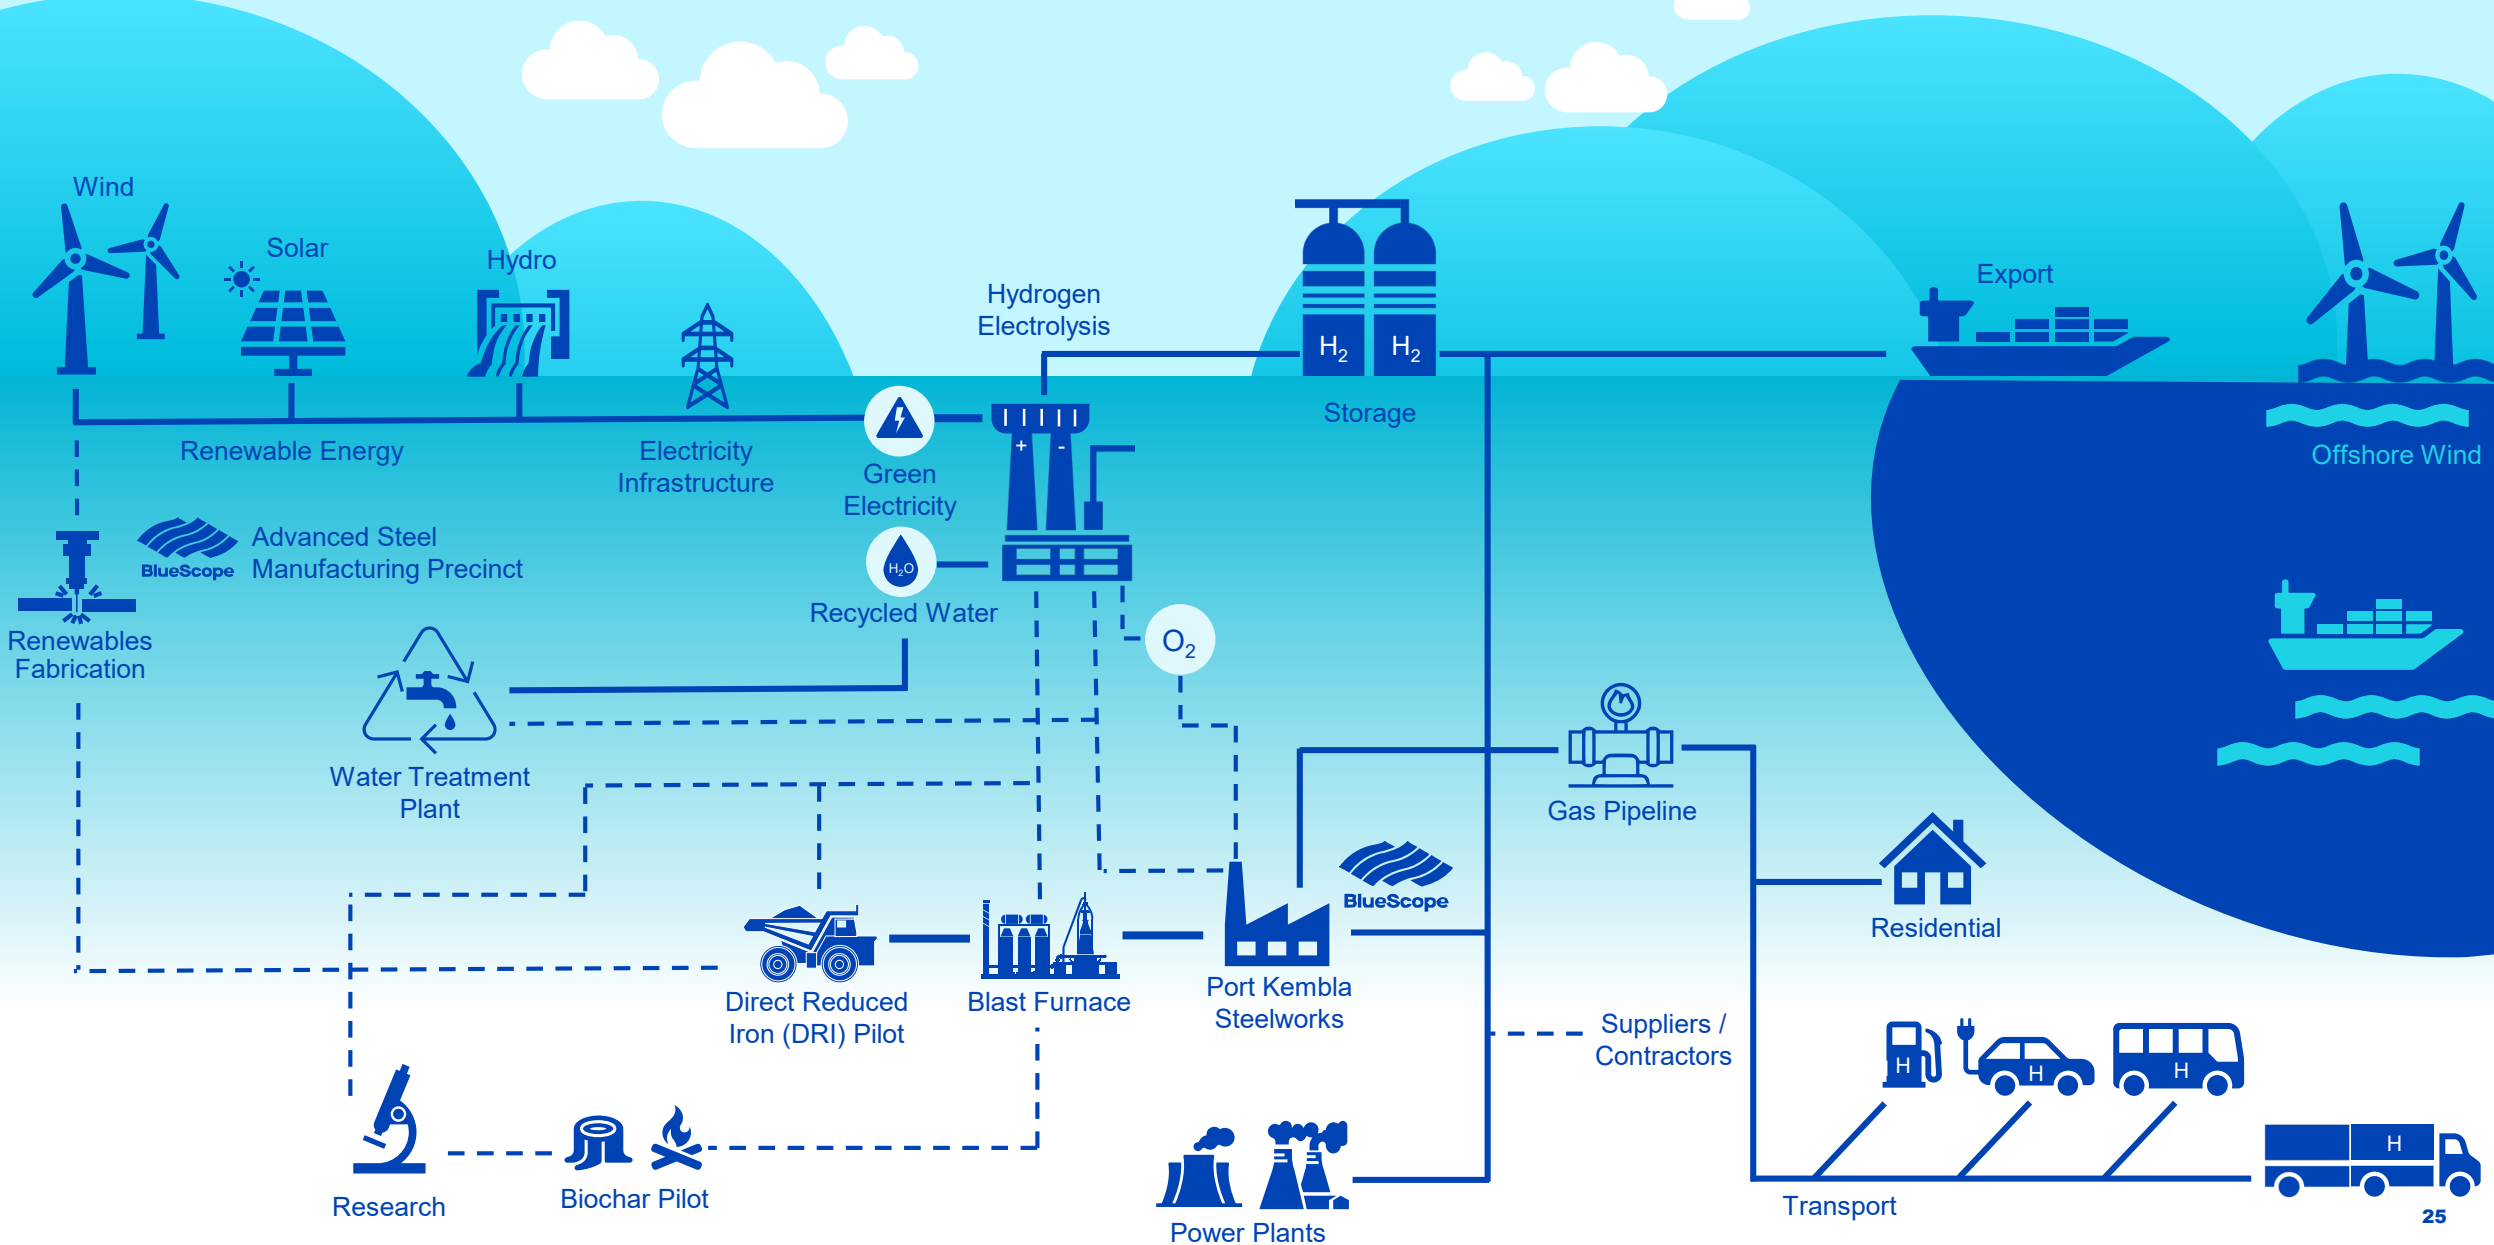 Wind
Solar
Hydro
Hydrogen
Electrolysis
H2
H2
Storage
Export
Offshore Wind
Renewable Energy
Electricity
Infrastructure
Green
Electricity
+
-
BlueScope
Advanced Steel
Manufacturing Precinct
H2O
Recycled Water
O2
Renewables
Fabrication
Water Treatment
Plant
Gas Pipeline
BlueScope
Residential
Direct Reduced
Iron (DRI) Pilot
Blast Furnace
Port Kembla
Steelworks
Suppliers /
Contractors
H
H
H
H
Research
Biochar Pilot
Power Plants
Transport
25